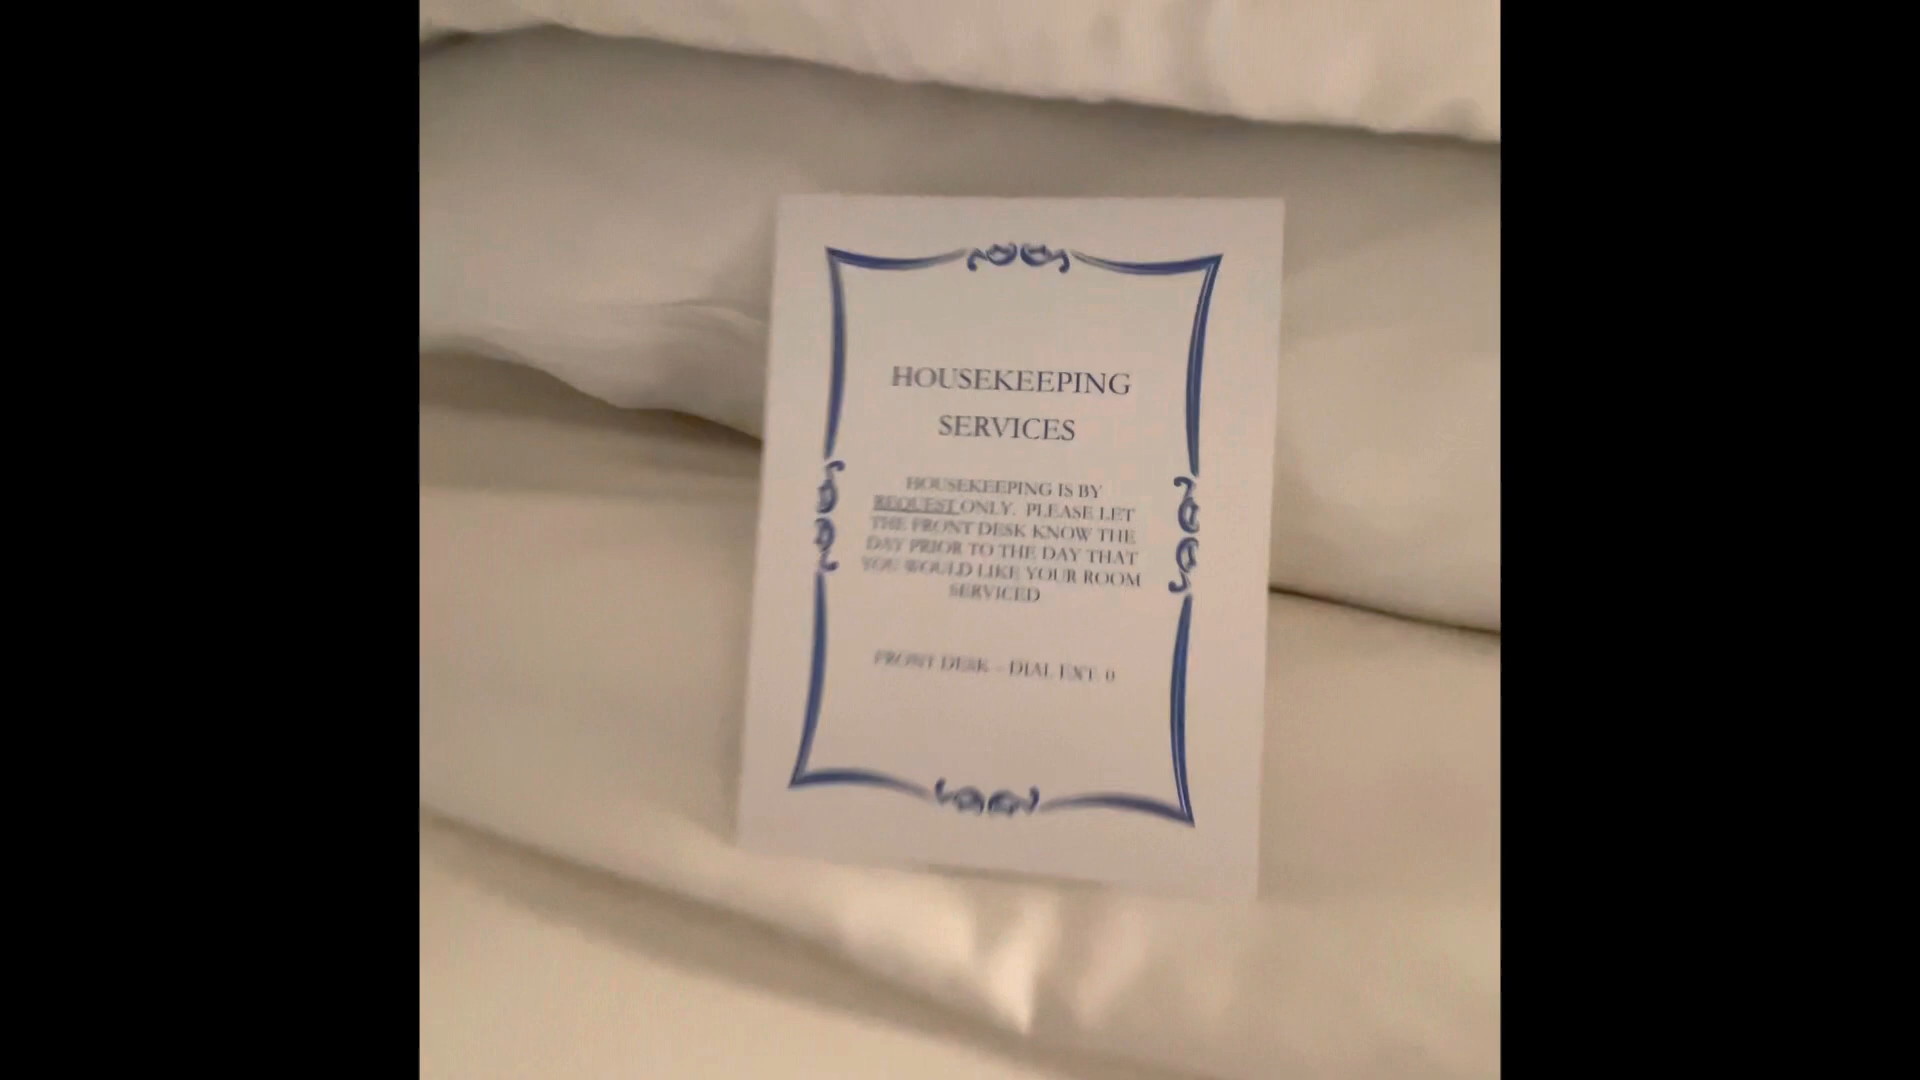 HOUSEKEEPING
SERVICES
HOUSEKEEPING IS BY
REQUEST ONLY. PLEASE LET
THE FRONT DESK KNOW THE
DAY PRIOR TO THE DAY THAT
YOU WOULD LIKE YOUR ROOM
SERVICED
FRONT DESK - DIAL EXT. 0